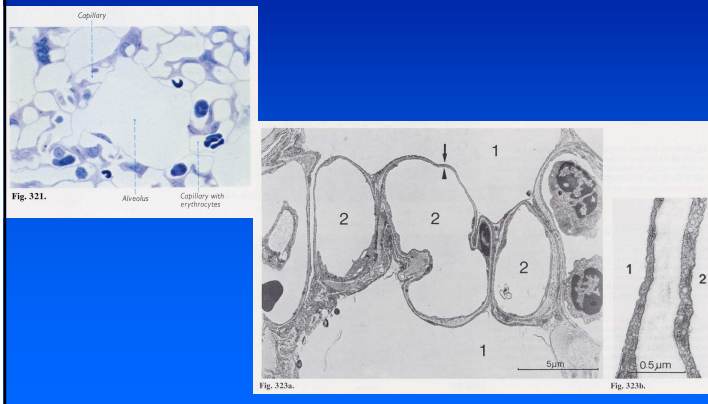 Capillary
Fig. 321.
Alveolus
Capillary with
erythrocytes
1
2
2
2
1
5µm
Fig. 323a.
1
2
0.5µm
Fig. 323b.